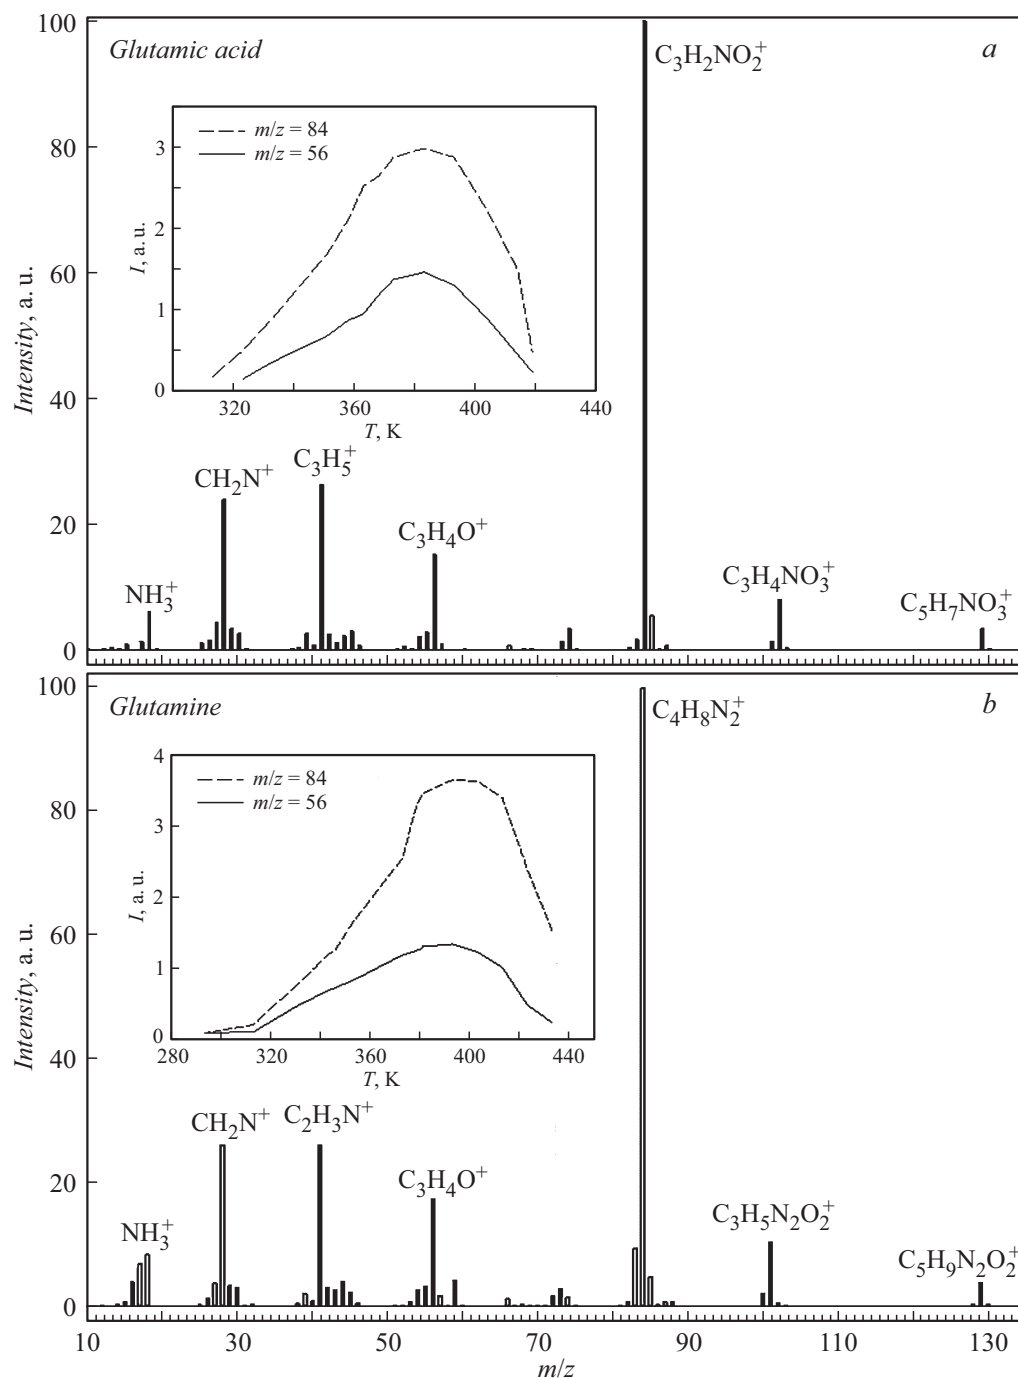 100
Glutamic acid
C₃H₂NO₂⁺
a
m/z = 84
m/z = 56
3
80
2
I, a. u.
60
1
Intensity, a. u.
0
320 360 400 440
40
T, K
C₃H₅⁺
CH₂N⁺
20
C₃H₄O⁺
C₃H₄NO₃⁺
NH₃⁺
C₅H₇NO₃⁺
0
100
Glutamine
C₄H₈N₂⁺
b
4
m/z = 84
m/z = 56
3
80
2
I, a. u.
60
1
Intensity, a. u.
0
280 320 360 400 440
T, K
40
CH₂N⁺
C₂H₃N⁺
20
C₃H₄O⁺
C₃H₅N₂O₂⁺
NH₃⁺
C₅H₉N₂O₂⁺
0
10 30 50 70 90 110 130
m/z